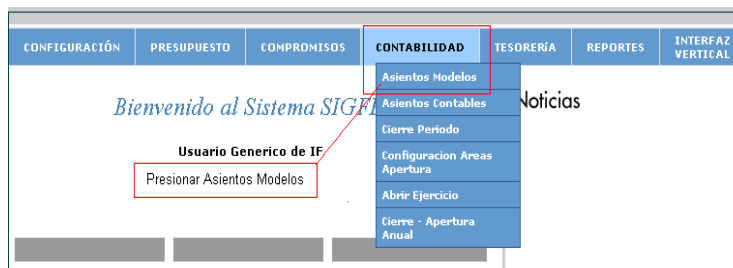 CONFIGURACIÓN PRESUPUESTO COMPROMISOS CONTABILIDAD TESORERíA REPORTES INTERFAZ
VERTICAL
Asientos Modelos
Bienvenido al Sistema SIGF
Asientos Contables
Noticias
Cierre Periodo
Usuario Generico de IF
Configuracion Areas
Apertura
Presionar Asientos Modelos
Abrir Ejercicio
Cierre - Apertura
Anual